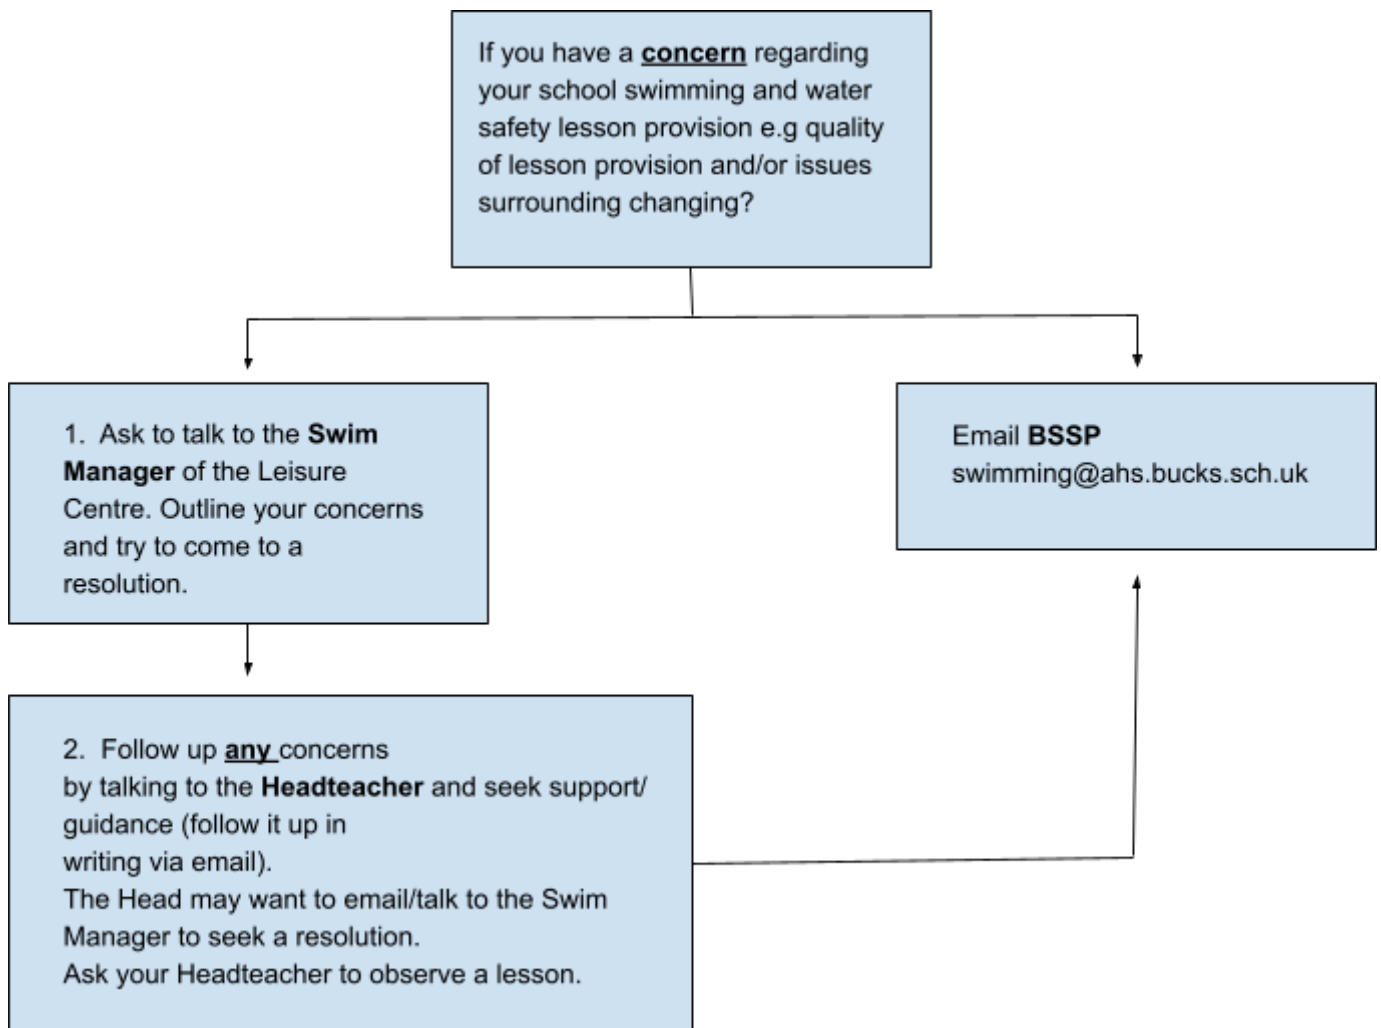 If you have a concern regarding
your school swimming and water
safety lesson provision e.g quality
of lesson provision and/or issues
surrounding changing?
1.  Ask to talk to the Swim
Manager of the Leisure
Centre. Outline your concerns
and try to come to a
resolution.
Email BSSP
swimming@ahs.bucks.sch.uk
2.  Follow up any concerns
by talking to the Headteacher and seek support/
guidance (follow it up in
writing via email).
The Head may want to email/talk to the Swim
Manager to seek a resolution.
Ask your Headteacher to observe a lesson.